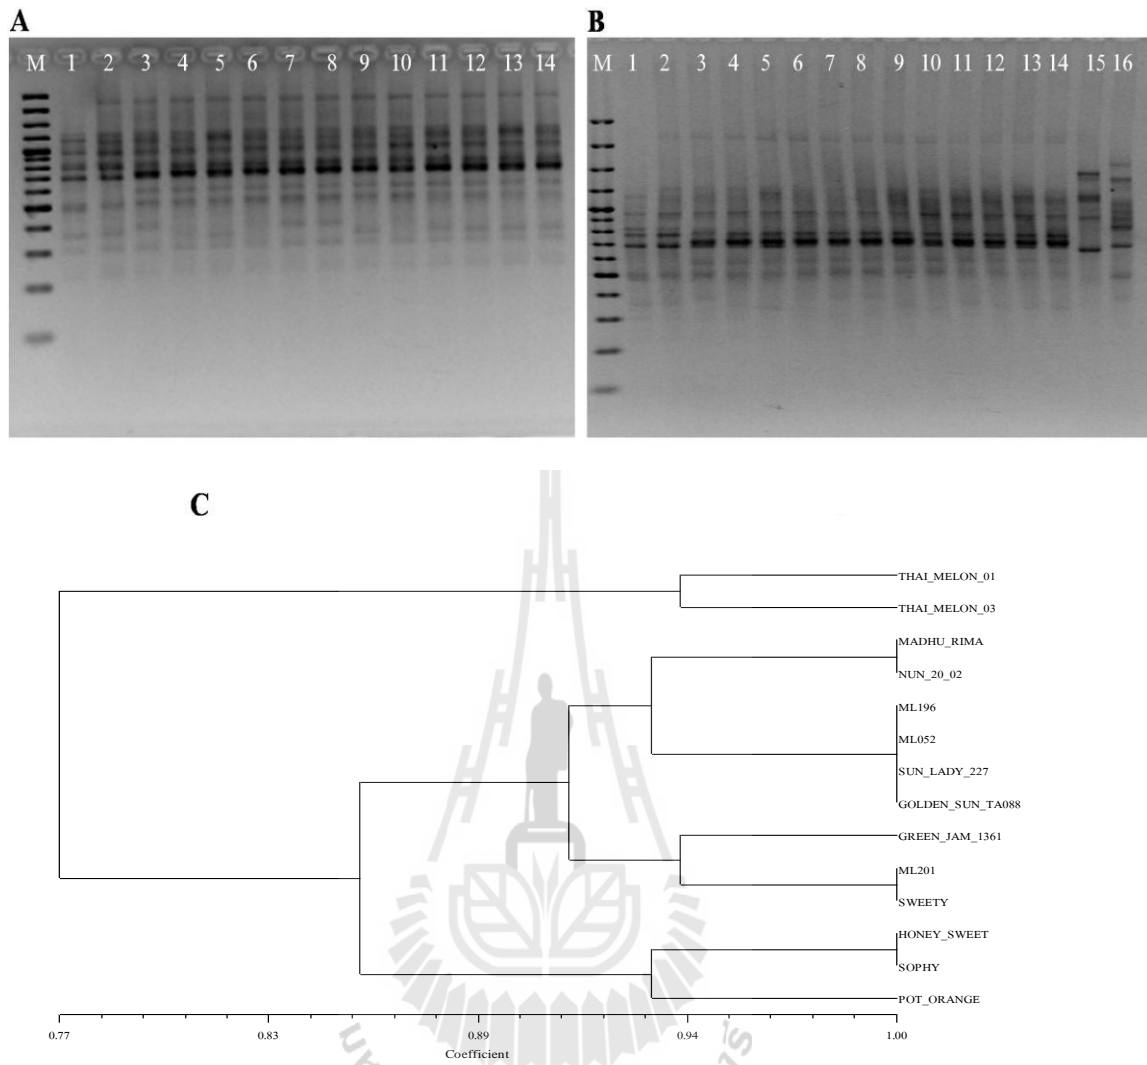 A
M 1 2 3 4 5 6 7 8 9 10 11 12 13 14
B
M 1 2 3 4 5 6 7 8 9 10 11 12 13 14 15 16
C
THAI_MELON_01
THAI_MELON_03
MADHU_RIMA
NUN_20_02
ML196
ML052
SUN_LADY_227
GOLDEN_SUN_TA088
GREEN_JAM_1361
ML201
SWEETY
HONEY_SWEET
SOPHY
POT_ORANGE
0.77 0.83 0.89 0.94 1.00
Coefficient